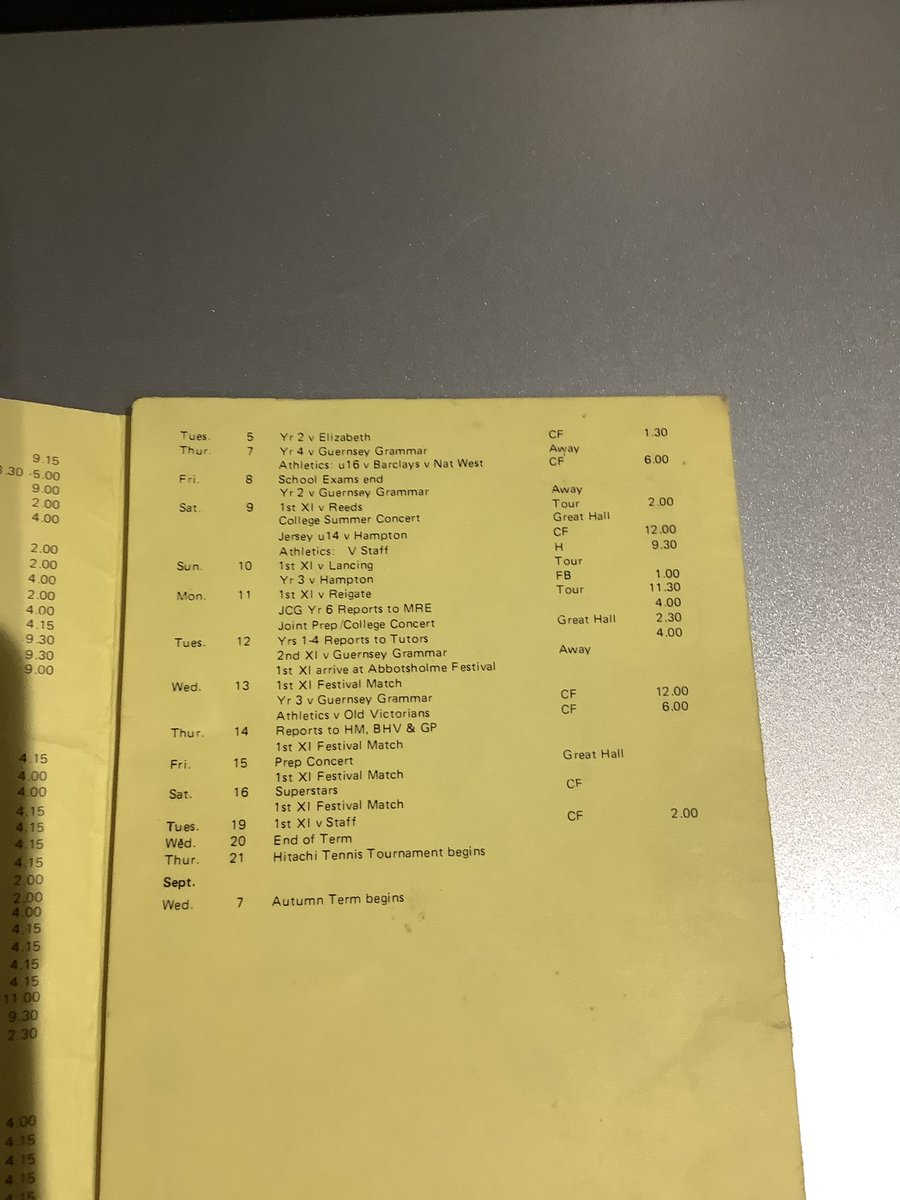 9.15
3.30 -5.00
9.00
2.00
4.00
2.00
2.00
4.00
2.00
4.00
4.15
9.30
9.30
9.00
4.15
4.00
4.00
4.15
4.15
4.15
4.15
2.00
2.00
4.00
4.15
4.15
4.15
4.15
11.00
9.30
2.30
4.00
4.15
4.15
4.15
4.15
Tues. 5 Yr 2 v Elizabeth CF 1.30
Thur. 7 Yr 4 v Guernsey Grammar Away
Athletics: u16 v Barclays v Nat West CF 6.00
Fri. 8 School Exams end
Yr 2 v Guernsey Grammar Away
Sat. 9 1st XI v Reeds Tour 2.00
College Summer Concert Great Hall
Jersey u14 v Hampton CF 12.00
Athletics: V Staff H 9.30
Sun. 10 1st XI v Lancing Tour
Yr 3 v Hampton FB 1.00
Mon. 11 1st XI v Reigate Tour 11.30
JCG Yr 6 Reports to MRE 4.00
Joint Prep/College Concert Great Hall 2.30
Tues. 12 Yrs 1-4 Reports to Tutors 4.00
2nd XI v Guernsey Grammar Away
1st XI arrive at Abbotsholme Festival
Wed. 13 1st XI Festival Match
Yr 3 v Guernsey Grammar CF 12.00
Athletics v Old Victorians CF 6.00
Thur. 14 Reports to HM, BHV & GP
1st XI Festival Match
Fri. 15 Prep Concert Great Hall
1st XI Festival Match
Sat. 16 Superstars CF
1st XI Festival Match
Tues. 19 1st XI v Staff CF 2.00
Wed. 20 End of Term
Thur. 21 Hitachi Tennis Tournament begins
Sept.
Wed. 7 Autumn Term begins